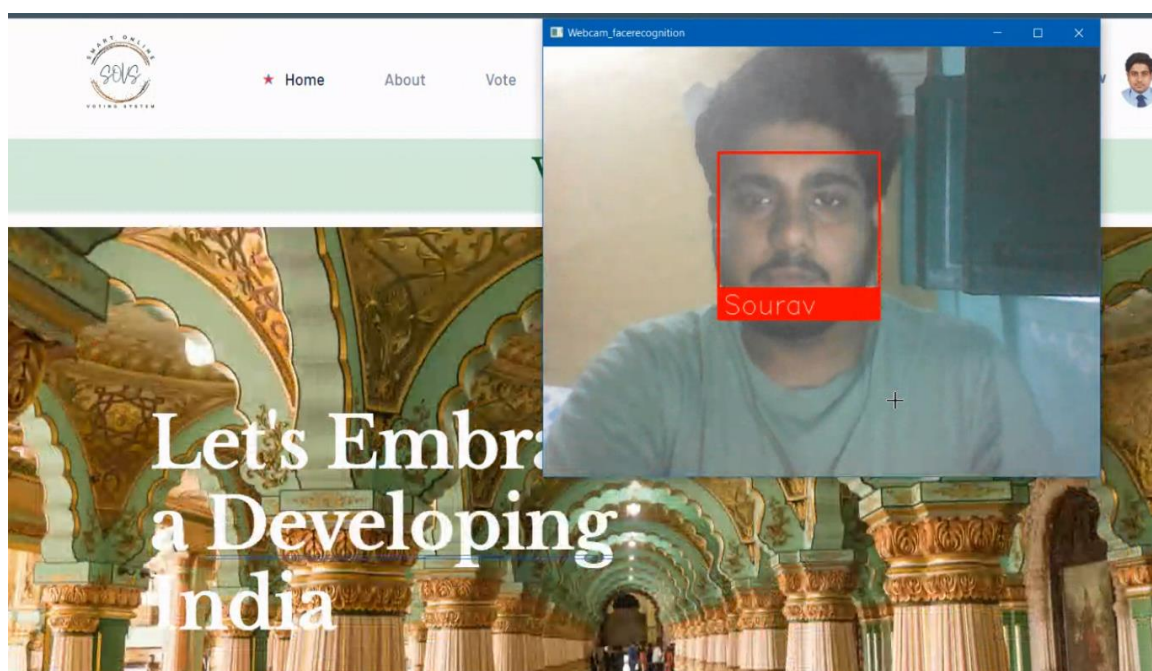 SMART ONLINE
SOVS
VOTING SYSTEM
Home
About
Vote
Webcam_facerecognition
Sourav
Let's Embra
a Developing
India